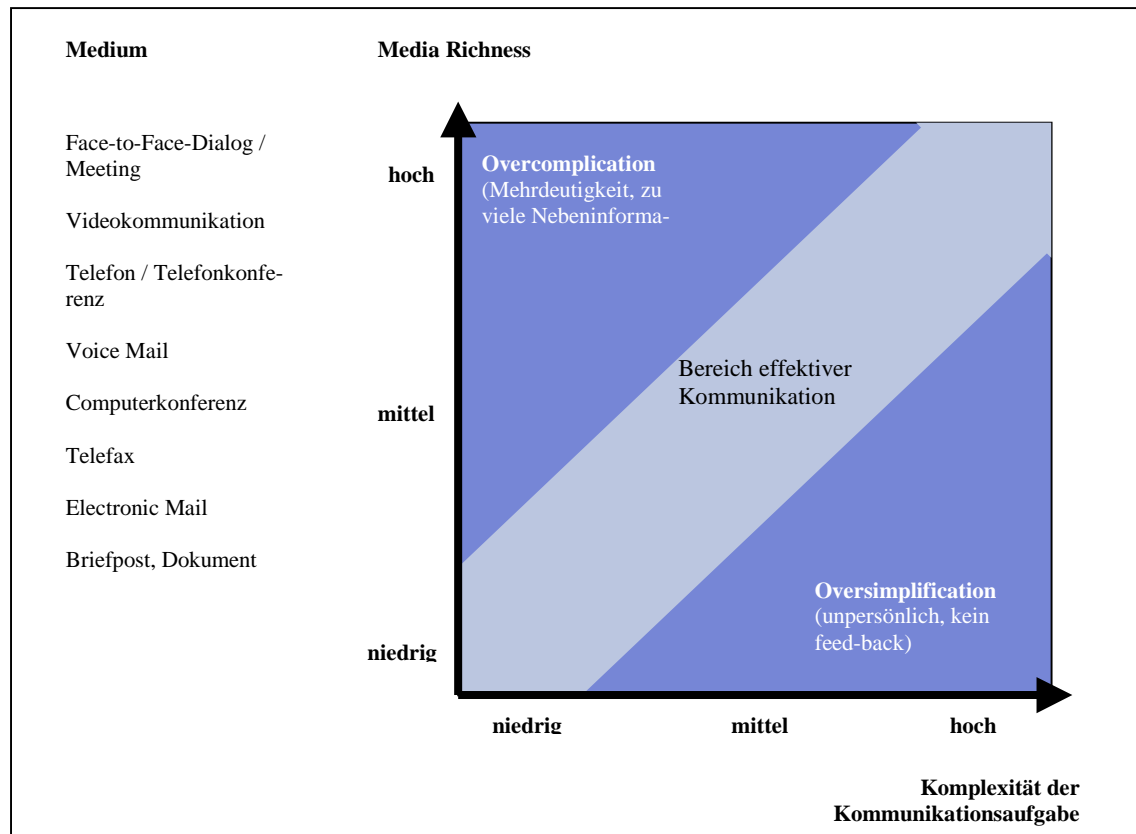 Medium
Media Richness
Face-to-Face-Dialog /
Meeting
Videokommunikation
Telefon / Telefonkonfe-
renz
Voice Mail
Computerkonferenz
Telefax
Electronic Mail
Briefpost, Dokument
hoch
mittel
niedrig
Overcomplication
(Mehrdeutigkeit, zu
viele Nebeninforma-
Bereich effektiver
Kommunikation
Oversimplification
(unpersönlich, kein
feed-back)
niedrig
mittel
hoch
Komplexität der
Kommunikationsaufgabe